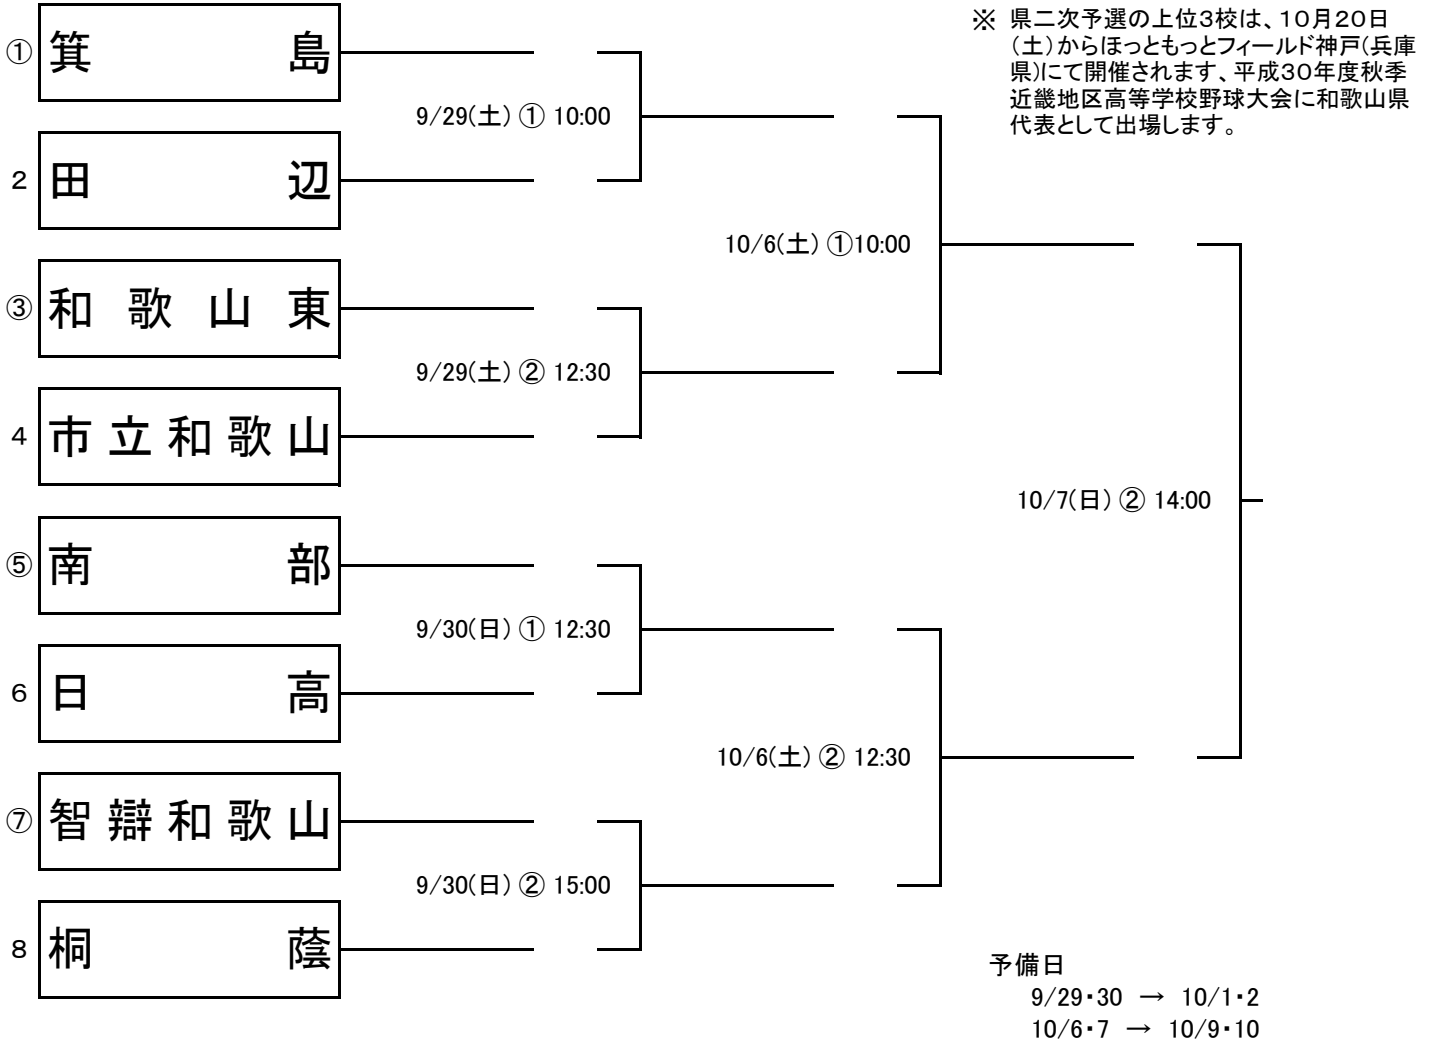 ※ 県二次予選の上位3校は、10月20日
(土)からほっともっとフィールド神戸(兵庫
県)にて開催されます、平成30年度秋季
近畿地区高等学校野球大会に和歌山県
代表として出場します。
① 箕島
9/29(土) ① 10:00
2 田辺
10/6(土) ①10:00
③ 和歌山東
9/29(土) ② 12:30
4 市立和歌山
10/7(日) ② 14:00
⑤ 南部
9/30(日) ① 12:30
6 日高
10/6(土) ② 12:30
⑦ 智辯和歌山
9/30(日) ② 15:00
8 桐蔭
予備日
9/29・30 → 10/1・2
10/6・7 → 10/9・10